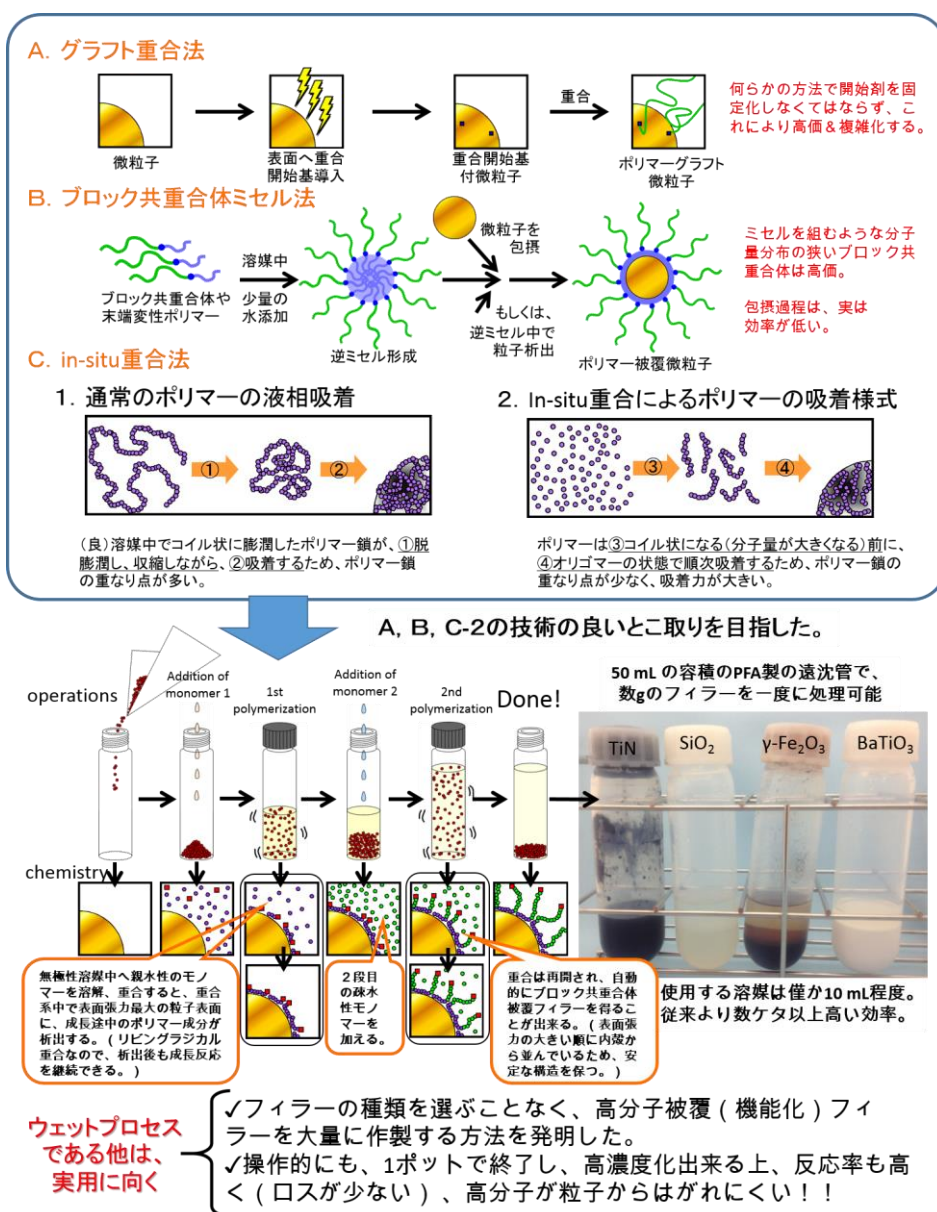 A. グラフト重合法
微粒子
表面へ重合
開始基導入
重合開始基
付微粒子
重合
ポリマーグラフト
微粒子
何らかの方法で開始剤を固
定化しなくてはならず、こ
れにより高価＆複雑化する。
B. ブロック共重合体ミセル法
ブロック共重合体や
末端変性ポリマー
溶媒中
少量の
水添加
逆ミセル形成
微粒子を
包摂
もしくは、
逆ミセル中で
粒子析出
ポリマー被覆微粒子
ミセルを組むような分子
量分布の狭いブロック共
重合体は高価。
包摂過程は、実は
効率が低い。
C. in-situ重合法
1. 通常のポリマーの液相吸着
①
②
（良）溶媒中でコイル状に膨潤したポリマー鎖が、①脱
膨潤し、収縮しながら、②吸着するため、ポリマー鎖
の重なり点が多い。
2. In-situ重合によるポリマーの吸着様式
③
④
ポリマーは③コイル状になる（分子量が大きくなる）前に、
④オリゴマーの状態で順次吸着するため、ポリマー鎖の
重なり点が少なく、吸着力が大きい。
A, B, C-2の技術の良いとこ取りを目指した。
operations
Addition of
monomer 1
1st
polymerization
Addition of
monomer 2
2nd
polymerization
Done!
50 mL の容積のPFA製の遠沈管で、
数gのフィラーを一度に処理可能
TiN
SiO2
γ-Fe2O3
BaTiO3
chemistry
無極性溶媒中へ親水性のモノ
マーを溶解、重合すると、重合
系中で表面張力最大の粒子表面
に、成長途中のポリマー成分が
析出する。（リビングラジカル
重合なので、析出後も成長反応
を継続できる。）
２段目
の疎水
性モノ
マーを
加える。
重合は再開され、自動
的にブロック共重合体
被覆フィラーを得るこ
とが出来る。（表面張
力の大きい順に内殻か
ら並んでいるため、安
定な構造を保つ。）
使用する溶媒は僅か10 mL程度。
従来より数ケタ以上高い効率。
ウェットプロセス
である他は、
実用に向く
✓フィラーの種類を選ぶことなく、高分子被覆（機能化）フィ
ラーを大量に作製する方法を発明した。
✓操作的にも、1ポットで終了し、高濃度化出来る上、反応率も高
く（ロスが少ない）、高分子が粒子からはがれにくい！！